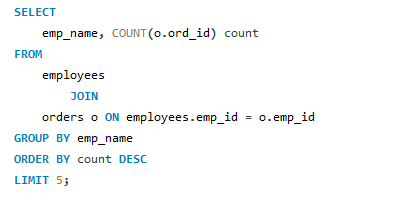 SELECT
    emp_name, COUNT(o.ord_id) count
FROM
    employees
        JOIN
    orders o ON employees.emp_id = o.emp_id
GROUP BY emp_name
ORDER BY count DESC
LIMIT 5;